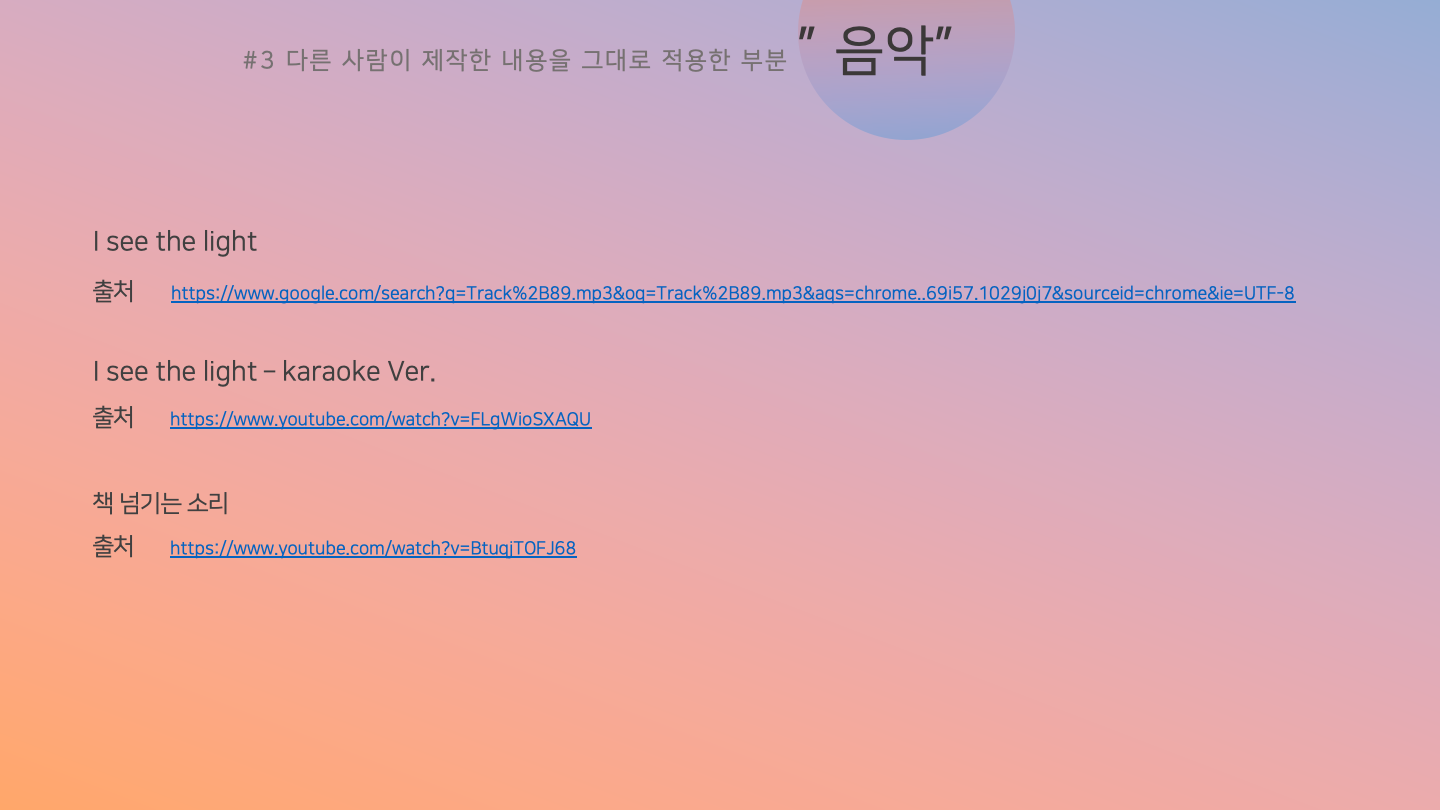 #3 다른 사람이 제작한 내용을 그대로 적용한 부분 " 음악"
I see the light
출처 https://www.google.com/search?q=Track%2B89.mp3&oq=Track%2B89.mp3&aqs=chrome..69i57.1029j0j7&sourceid=chrome&ie=UTF-8
I see the light – karaoke Ver.
출처 https://www.youtube.com/watch?v=FLgWioSXAQU
책 넘기는 소리
출처 https://www.youtube.com/watch?v=BtuqjTOFJ68